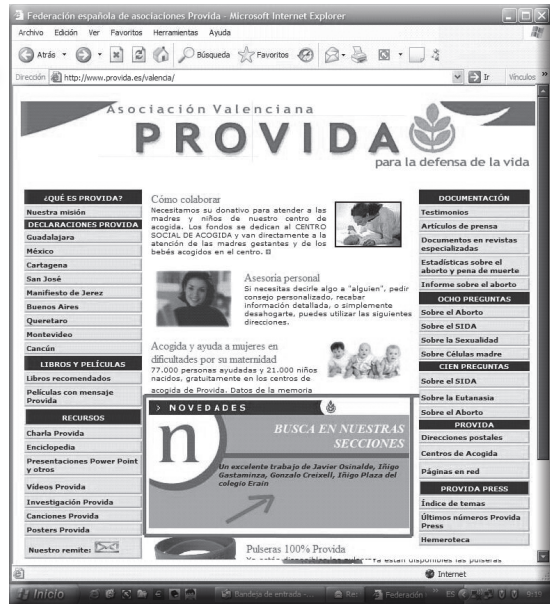 Federación española de asociaciones Provida - Microsoft Internet Explorer
Archivo Edición Ver Favoritos Herramientas Ayuda
Atrás Búsqueda Favoritos
Dirección http://www.provida.es/valencia/ Ir Vínculos »
Asociación Valenciana
PROVIDA
para la defensa de la vida
¿QUÉ ES PROVIDA?
Nuestra misión
DECLARACIONES PROVIDA
Guadalajara
México
Cartagena
San José
Manifiesto de Jerez
Buenos Aires
Queretaro
Montevideo
Cancún
LIBROS Y PELÍCULAS
Libros recomendados
Películas con mensaje
Provida
RECURSOS
Charla Provida
Enciclopedia
Presentaciones Power Point
y otros
Vídeos Provida
Investigación Provida
Canciones Provida
Posters Provida
Nuestro remite:
Cómo colaborar
Necesitamos su donativo para atender a las
madres y niños de nuestro centro de
acogida. Los fondos se dedican al CENTRO
SOCIAL DE ACOGIDA y van directamente a la
atención de las madres gestantes y de los
bebés acogidos en el centro.
Asesoria personal
Si necesitas decirle algo a "alguien", pedir
consejo personalizado, recabar
información detallada, o simplemente
desahogarte, puedes utilizar las siguientes
direcciones.
Acogida y ayuda a mujeres en
dificultades por su maternidad
77.000 personas ayudadas y 21.000 niños
nacidos, gratuitamente en los centros de
acogida de Provida. Datos de la memoria
> NOVEDADES
n
BUSCA EN NUESTRAS
SECCIONES
Un excelente trabajo de Javier Osinalde, Iñigo
Gastaminza, Gonzalo Creixell, Iñigo Plaza del
colegio Erain
Pulseras 100% Provida
Ya están disponibles las pulseras
DOCUMENTACIÓN
Testimonios
Artículos de prensa
Documentos en revistas
especializadas
Estadísticas sobre el
aborto y pena de muerte
Informe sobre el aborto
OCHO PREGUNTAS
Sobre el Aborto
Sobre el SIDA
Sobre la Sexualidad
Sobre Células madre
CIEN PREGUNTAS
Sobre el SIDA
Sobre la Eutanasia
Sobre el Aborto
PROVIDA
Direcciones postales
Centros de Acogida
Páginas en red
PROVIDA PRESS
Índice de temas
Últimos números Provida
Press
Hemeroteca
Internet
Inicio Bandeja de entrada -... Re: Federación ES 9:39